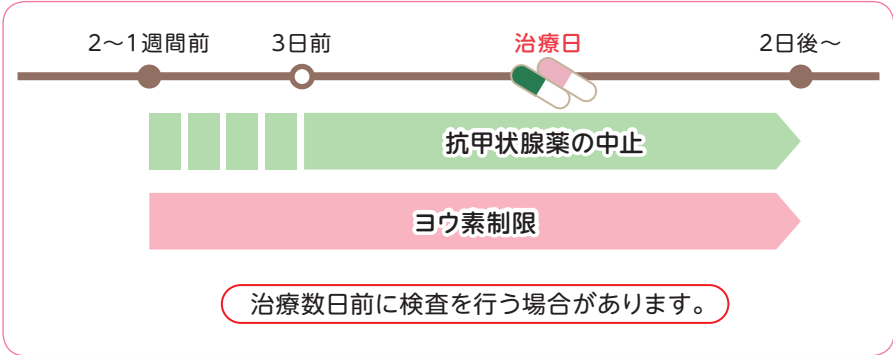 2〜1週間前
3日前
治療日
2日後〜
抗甲状腺薬の中止
ヨウ素制限
治療数日前に検査を行う場合があります。